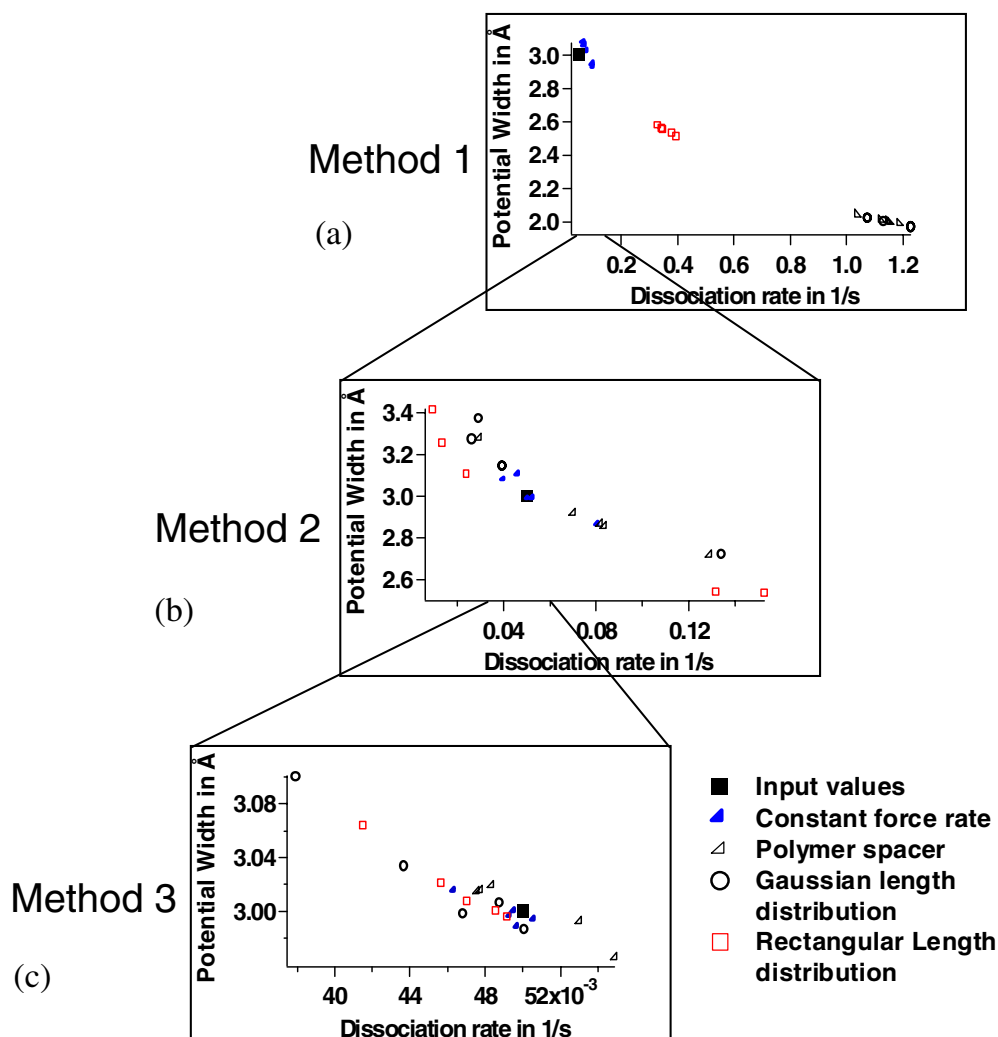 Potential Width in Å
3.0
2.6
2.4
2.2
2.0
0.2 0.4 0.6 0.8 1.0 1.2
Dissociation rate in 1/s
Method 1
(a)
Potential Width in Å
3.4
3.2
3.0
2.8
2.6
0.04 0.08 0.12
Dissociation rate in 1/s
Method 2
(b)
Potential Width in Å
3.08
3.04
3.00
40 44 48 52x10⁻³
Dissociation rate in 1/s
Method 3
(c)
Input values
Constant force rate
Polymer spacer
Gaussian length
distribution
Rectangular Length
distribution